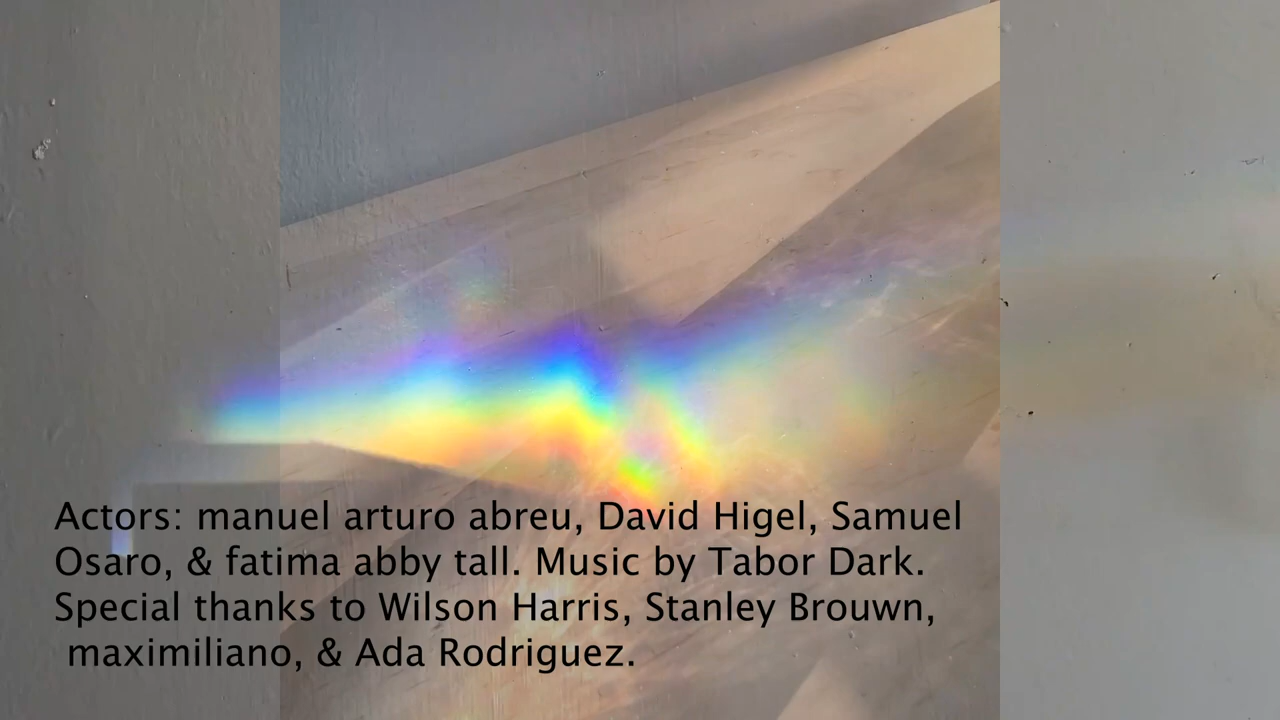 Actors: manuel arturo abreu, David Higel, Samuel
Osaro, & fatima abby tall. Music by Tabor Dark.
Special thanks to Wilson Harris, Stanley Brouwn,
maximiliano, & Ada Rodriguez.